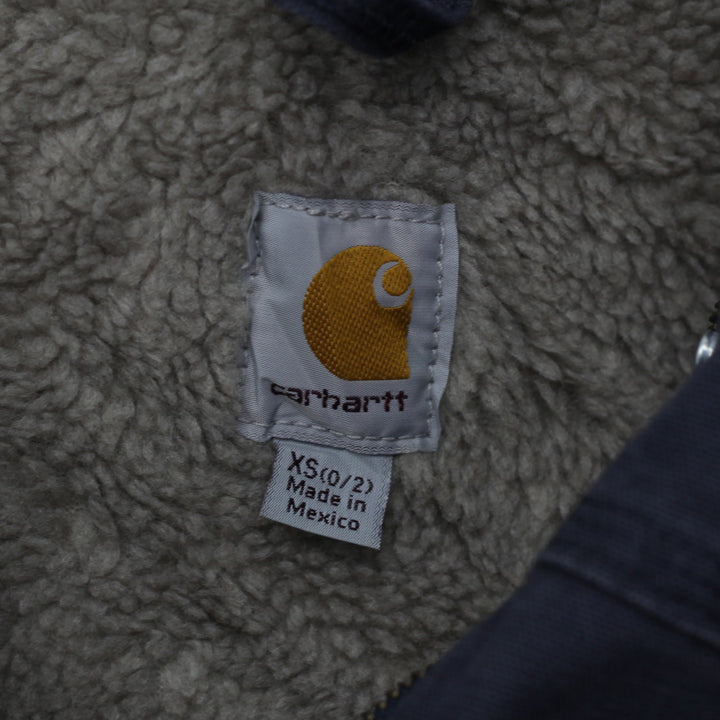 carhartt
XS(0/2)
Made in
Mexico